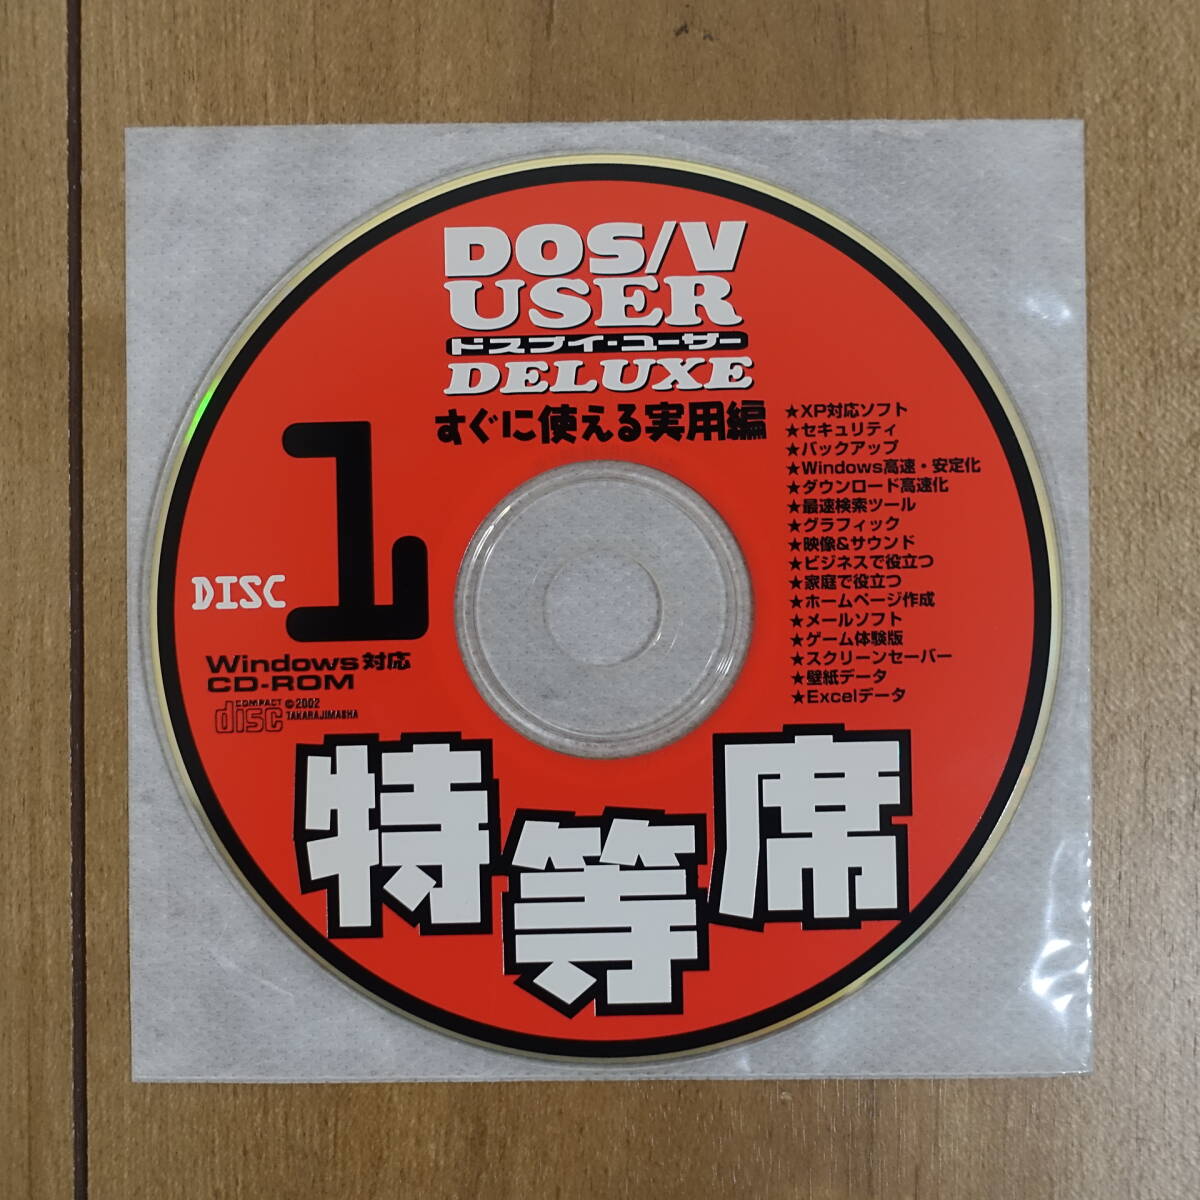 DOS/V
USER
ドスブイ・ユーザー
DELUXE
すぐに使える実用編
DISC
1
Windows対応
CD-ROM
COMPACT
disc
©2002
TAKARAJIMASHA
★XP対応ソフト
★セキュリティ
★バックアップ
★Windows高速・安定化
★ダウンロード高速化
★最速検索ツール
★グラフィック
★映像&サウンド
★ビジネスで役立つ
★家庭で役立つ
★ホームページ作成
★メールソフト
★ゲーム体験版
★スクリーンセーバー
★壁紙データ
★Excelデータ
特等席